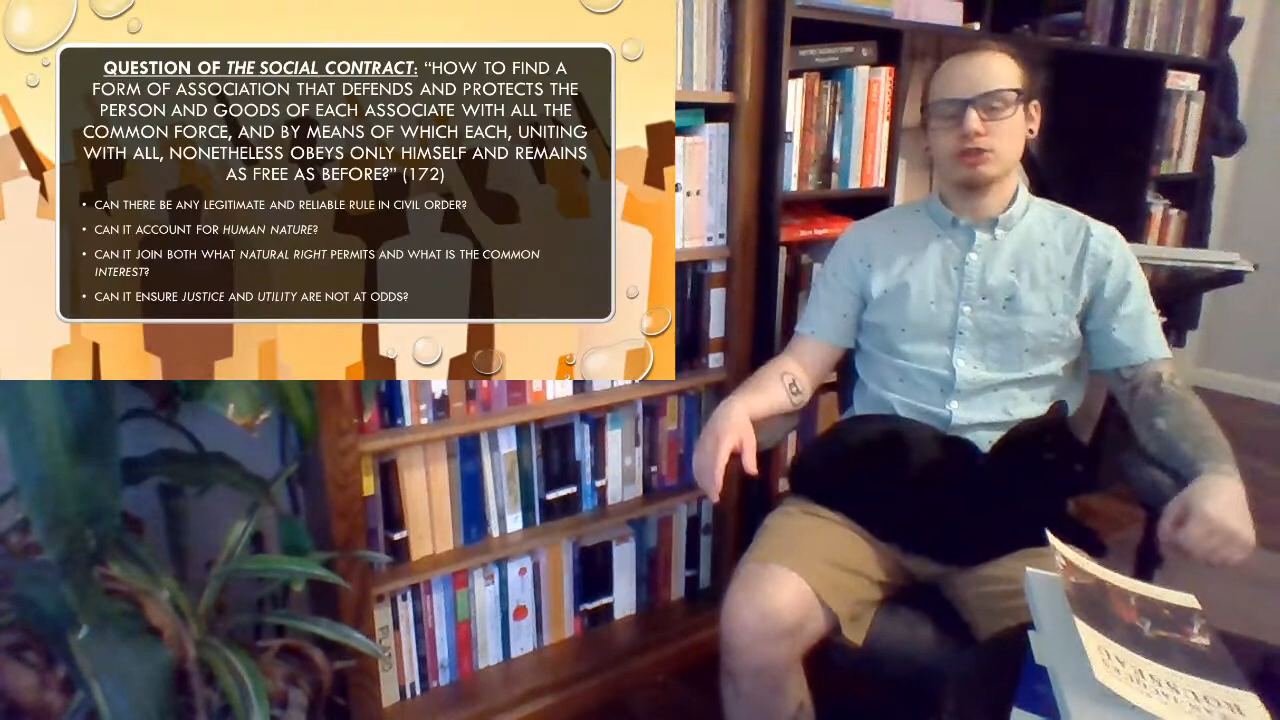 QUESTION OF THE SOCIAL CONTRACT: “HOW TO FIND A
FORM OF ASSOCIATION THAT DEFENDS AND PROTECTS THE
PERSON AND GOODS OF EACH ASSOCIATE WITH ALL THE
COMMON FORCE, AND BY MEANS OF WHICH EACH, UNITING
WITH ALL, NONETHELESS OBEYS ONLY HIMSELF AND REMAINS
AS FREE AS BEFORE?” (172)
• CAN THERE BE ANY LEGITIMATE AND RELIABLE RULE IN CIVIL ORDER?
• CAN IT ACCOUNT FOR HUMAN NATURE?
• CAN IT JOIN BOTH WHAT NATURAL RIGHT PERMITS AND WHAT IS THE COMMON
INTEREST?
• CAN IT ENSURE JUSTICE AND UTILITY ARE NOT AT ODDS?
PLATO
ROUSSEAU